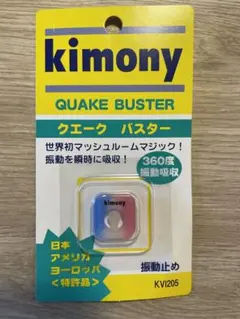 kimony
QUAKE BUSTER
クエーク バスター
世界初マッシュルームマジック!
振動を瞬時に吸収!
360度
振動吸収
kimony
日本
アメリカ
ヨーロッパ
<特許品>
振動止め
KVI205